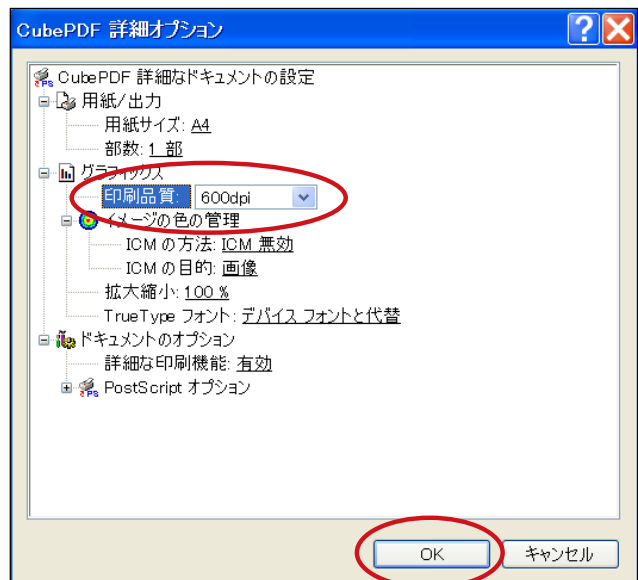 CubePDF 詳細オプション
CubePDF 詳細なドキュメントの設定
用紙/出力
用紙サイズ: A4
部数: 1 部
グラフィックス
印刷品質: 600dpi
イメージの色の管理
ICM の方法: ICM 無効
ICM の目的: 画像
拡大縮小: 100 %
TrueType フォント: デバイス フォントと代替
ドキュメントのオプション
詳細な印刷機能: 有効
PostScript オプション
OK キャンセル